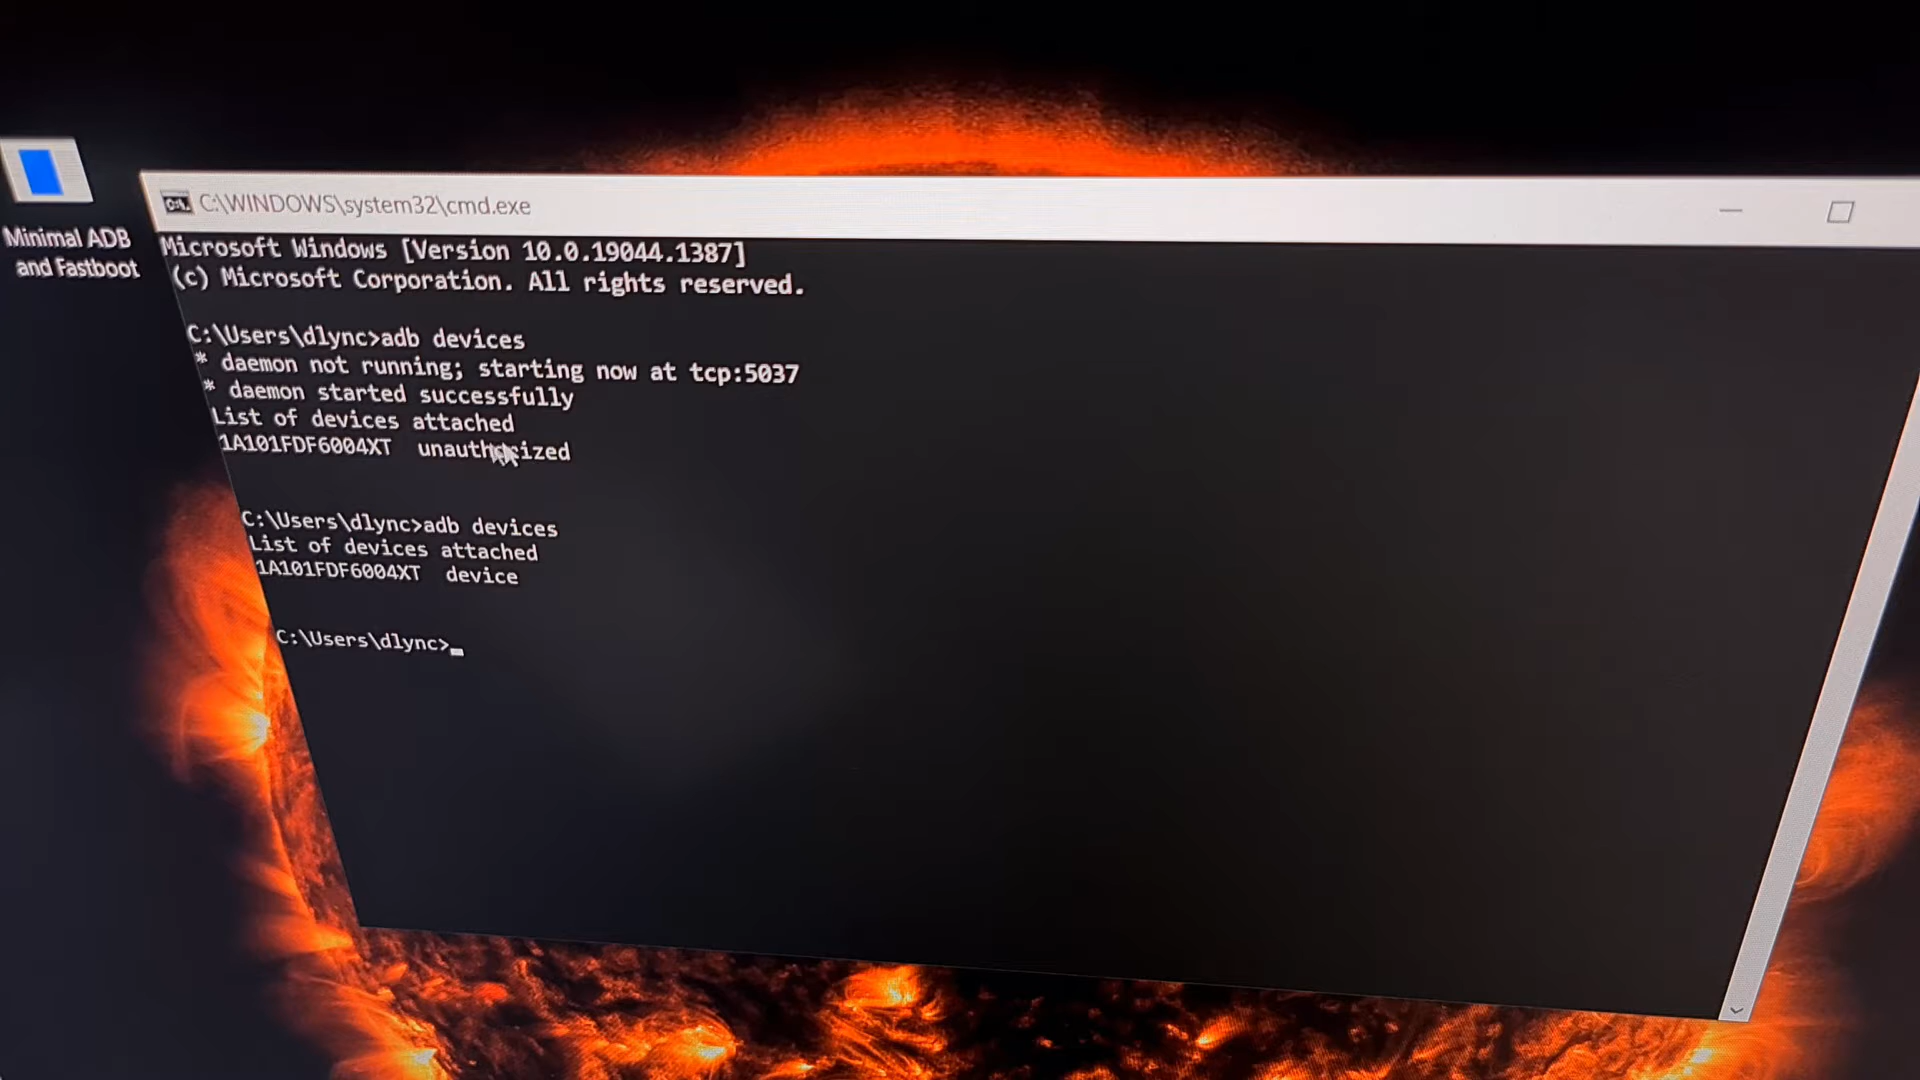 Minimal ADB
and Fastboot
C:\WINDOWS\system32\cmd.exe
Microsoft Windows [Version 10.0.19044.1387]
(c) Microsoft Corporation. All rights reserved.
C:\Users\dlync>adb devices
* daemon not running; starting now at tcp:5037
* daemon started successfully
List of devices attached
1A101FDF6004XT unauthorized
C:\Users\dlync>adb devices
List of devices attached
1A101FDF6004XT device
C:\Users\dlync>